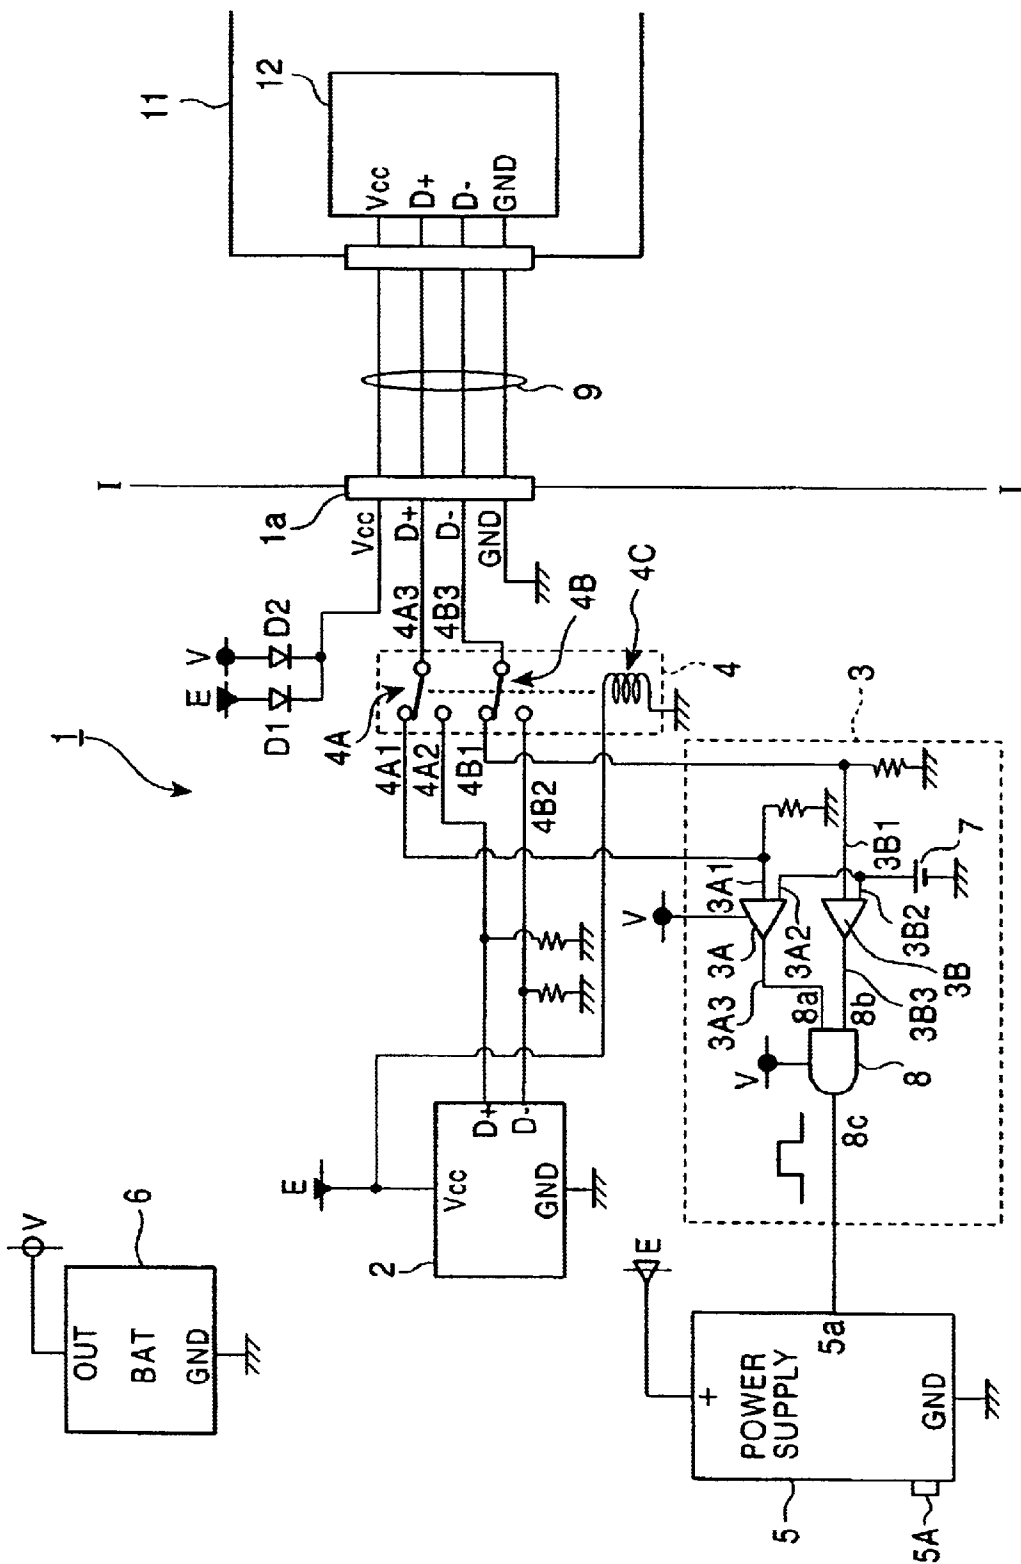 1
11
12
Vcc
D+
D-
GND
9
I
I
1a
Vcc
D+
D-
GND
E
V
D1
D2
4A3
4B3
4B
4C
4
4A
4A1
4A2
4B1
4B2
3
3B1
7
3A1
3A2
3B2
3B
3B3
V
3A
3A3
8a
8b
V
8
8c
E
Vcc
D+
D-
GND
2
V
6
OUT
BAT
GND
E
+
5a
POWER
SUPPLY
GND
5
5A